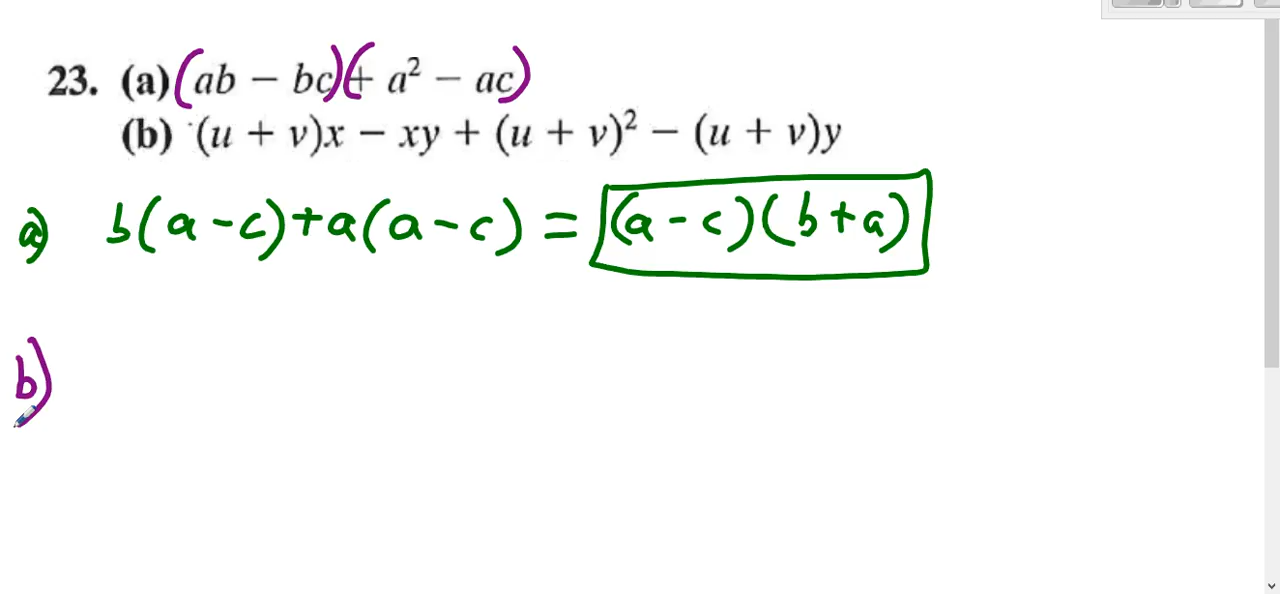 23. (a) (ab − bc)(+ a² − ac)
(b) (u + v)x − xy + (u + v)² − (u + v)y
a) b(a-c)+a(a-c) = (a-c)(b+a)
b)